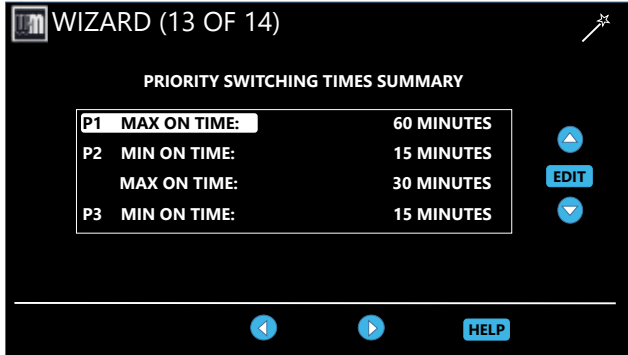 WIZARD (13 OF 14)
PRIORITY SWITCHING TIMES SUMMARY
P1 MAX ON TIME: 60 MINUTES
P2 MIN ON TIME: 15 MINUTES
MAX ON TIME: 30 MINUTES
EDIT
P3 MIN ON TIME: 15 MINUTES
HELP